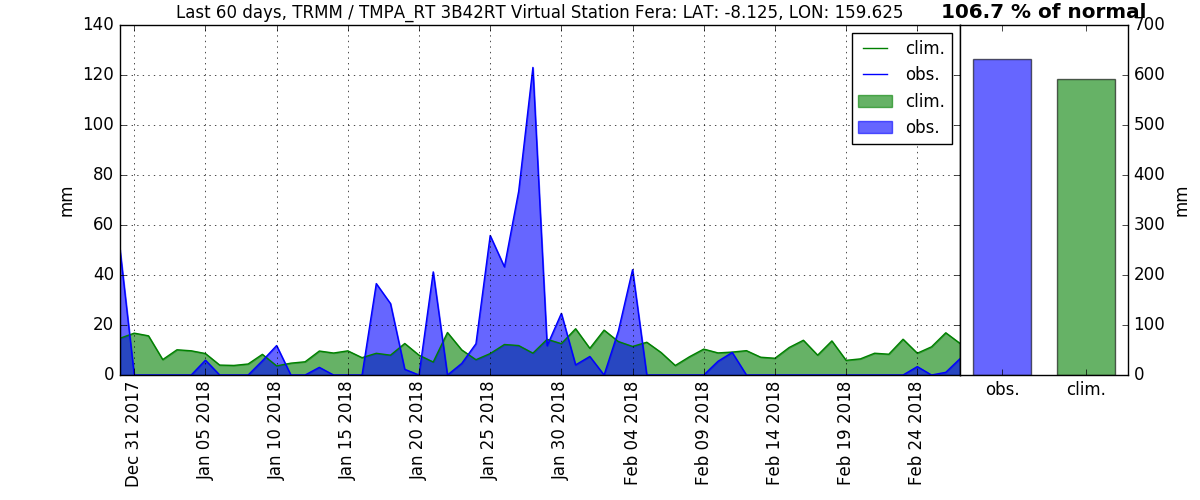 Last 60 days, TRMM / TMPA_RT 3B42RT Virtual Station Fera: LAT: -8.125, LON: 159.625
106.7 % of normal
140
120
100
80
60
40
20
0
mm
clim.
obs.
clim.
obs.
700
600
500
400
300
200
100
0
mm
Dec 31 2017
Jan 05 2018
Jan 10 2018
Jan 15 2018
Jan 20 2018
Jan 25 2018
Jan 30 2018
Feb 04 2018
Feb 09 2018
Feb 14 2018
Feb 19 2018
Feb 24 2018
obs.
clim.